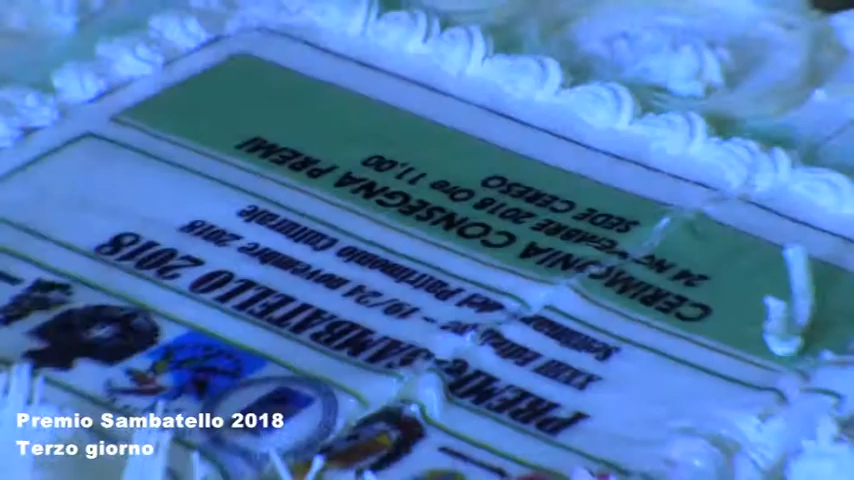 PREMIO SAMBATELLO 2018
XXIII Edizione - 19/24 novembre 2018
Settimana del Patrimonio Culturale
CERIMONIA CONSEGNA PREMI
24 Novembre 2018 Ore 11,00
SEDE CERESO
Premio Sambatello 2018
Terzo giorno